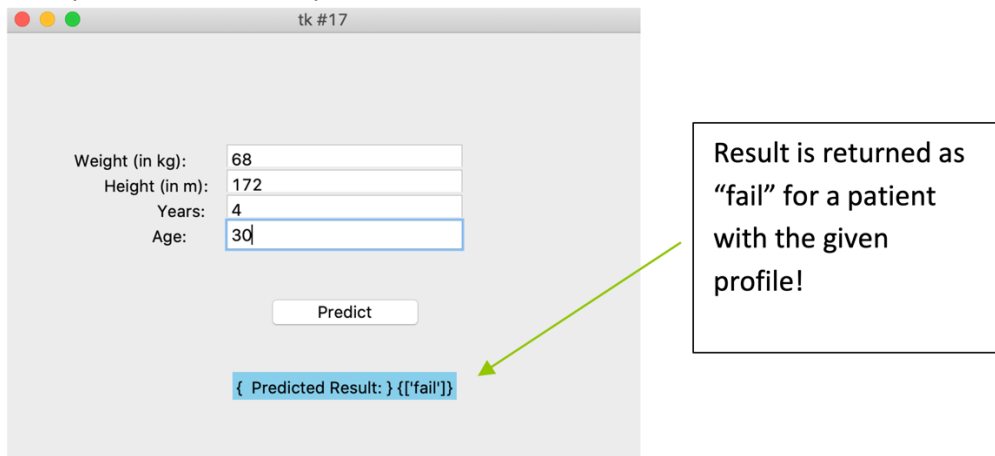 tk #17
Weight (in kg): 68
Height (in m): 172
Years: 4
Age: 30
Predict
{ Predicted Result: } {['fail']}
Result is returned as
“fail” for a patient
with the given
profile!